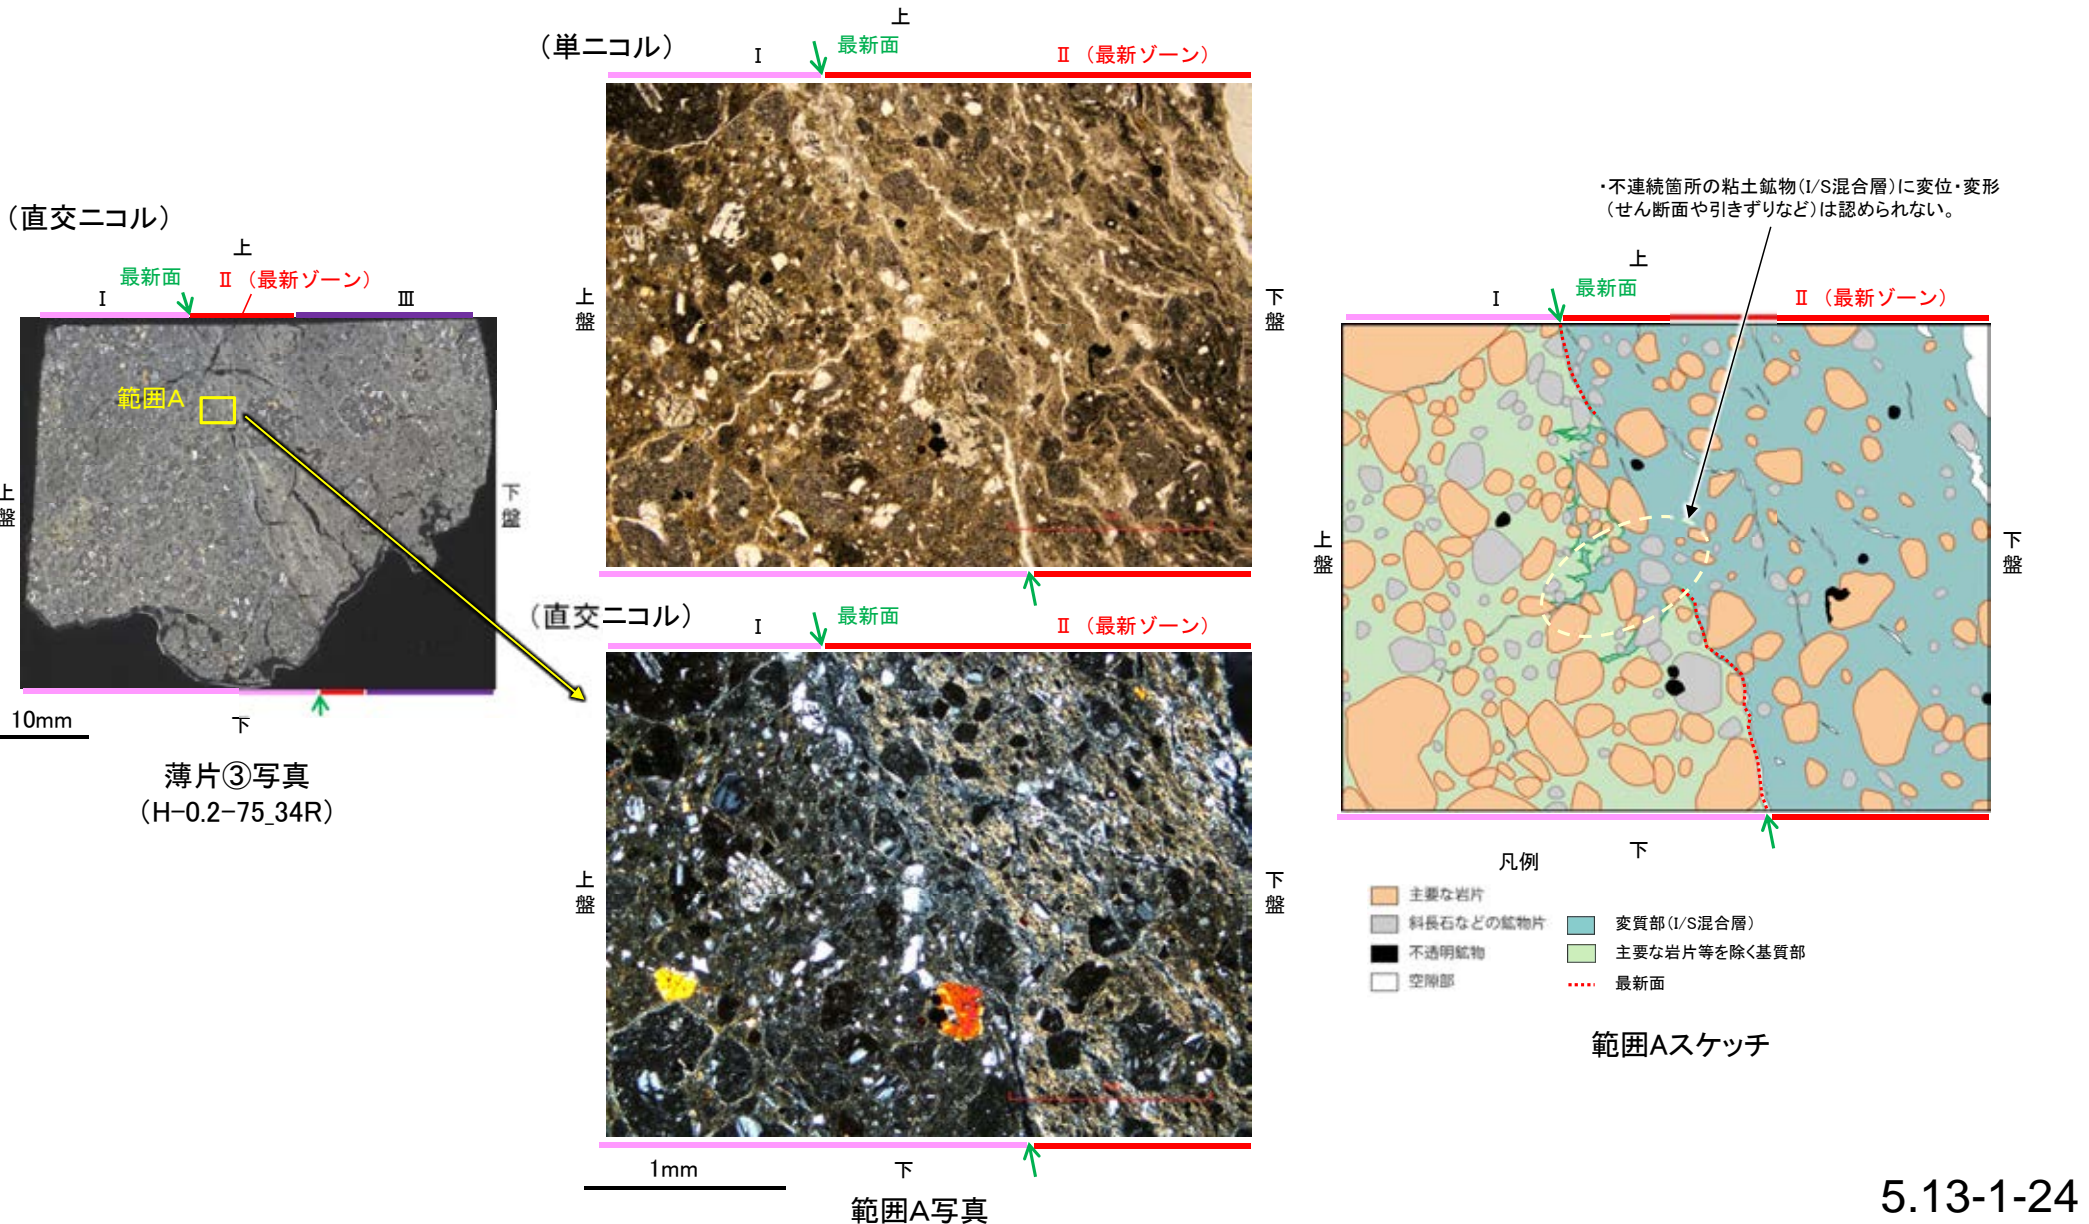 (直交ニコル)
上
最新面
Ⅱ (最新ゾーン)
Ⅰ
Ⅲ
範囲A
上盤
下盤
下
10mm
薄片③写真
(H-0.2-75_34R)
(単ニコル)
上
Ⅰ
最新面
Ⅱ (最新ゾーン)
上盤
下盤
(直交ニコル)
Ⅰ
最新面
Ⅱ (最新ゾーン)
上盤
下盤
1mm
下
範囲A写真
・不連続箇所の粘土鉱物(I/S混合層)に変位・変形
(せん断面や引きずりなど)は認められない。
上
Ⅰ
最新面
Ⅱ (最新ゾーン)
上盤
下盤
下
凡例
主要な岩片
斜長石などの鉱物片
不透明鉱物
空隙部
変質部(I/S混合層)
主要な岩片等を除く基質部
最新面
範囲Aスケッチ
5.13-1-24